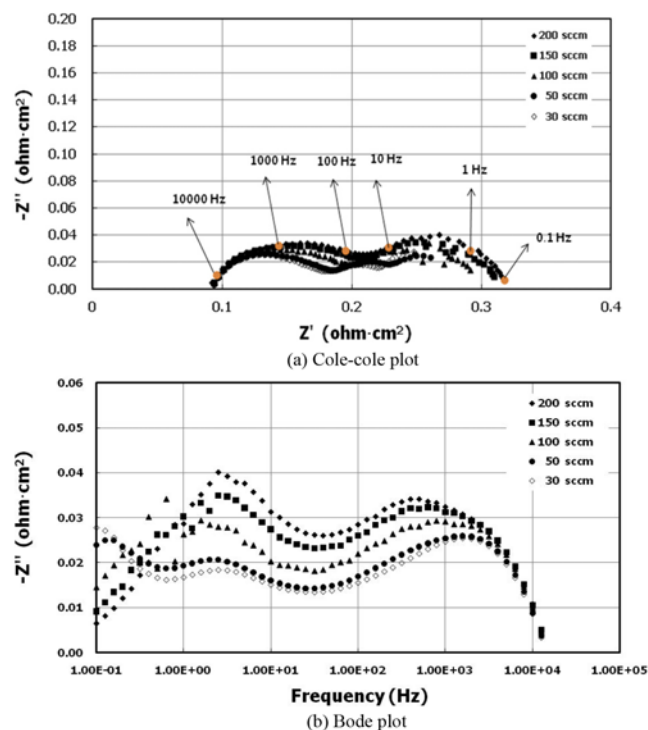 0.20
0.18
0.16
0.14
0.12
0.10
0.08
0.06
0.04
0.02
0.00
-Z'' (ohm·cm²)
200 sccm
150 sccm
100 sccm
50 sccm
30 sccm
10000 Hz
1000 Hz
100 Hz
10 Hz
1 Hz
0.1 Hz
0
0.1
0.2
0.3
0.4
Z' (ohm·cm²)
(a) Cole-cole plot
0.06
0.05
0.04
0.03
0.02
0.01
0.00
-Z'' (ohm·cm²)
200 sccm
150 sccm
100 sccm
50 sccm
30 sccm
1.00E-01 1.00E+00 1.00E+01 1.00E+02 1.00E+03 1.00E+04 1.00E+05
Frequency (Hz)
(b) Bode plot